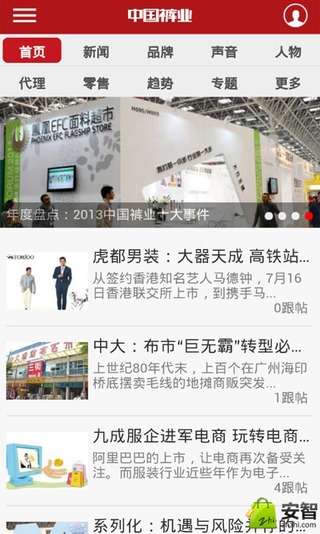 中国裤业
首页 新闻 品牌 声音 人物
代理 零售 趋势 专题 更多
凤凰EFC面料超市
PHOENIX EFC FLAGSHIP STORE
年度盘点：2013中国裤业十大事件
虎都男装：大器天成 高铁站...
从签约香港知名艺人马德钟，7月16
日香港联交所上市，到携手马...
0跟帖
中大：布市“巨无霸”转型必...
上世纪80年代末，上百个在广州海印
桥底摆卖毛线的地摊商贩突发...
0跟帖
九成服企进军电商 玩转电商...
阿里巴巴的上市，让电商再次备受关
注。而服装行业近些年作为电子...
系列化：机遇与风险并存的...
安智